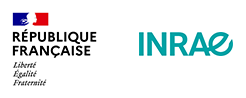 RÉPUBLIQUE
FRANÇAISE
Liberté
Égalité
Fraternité
INRAE